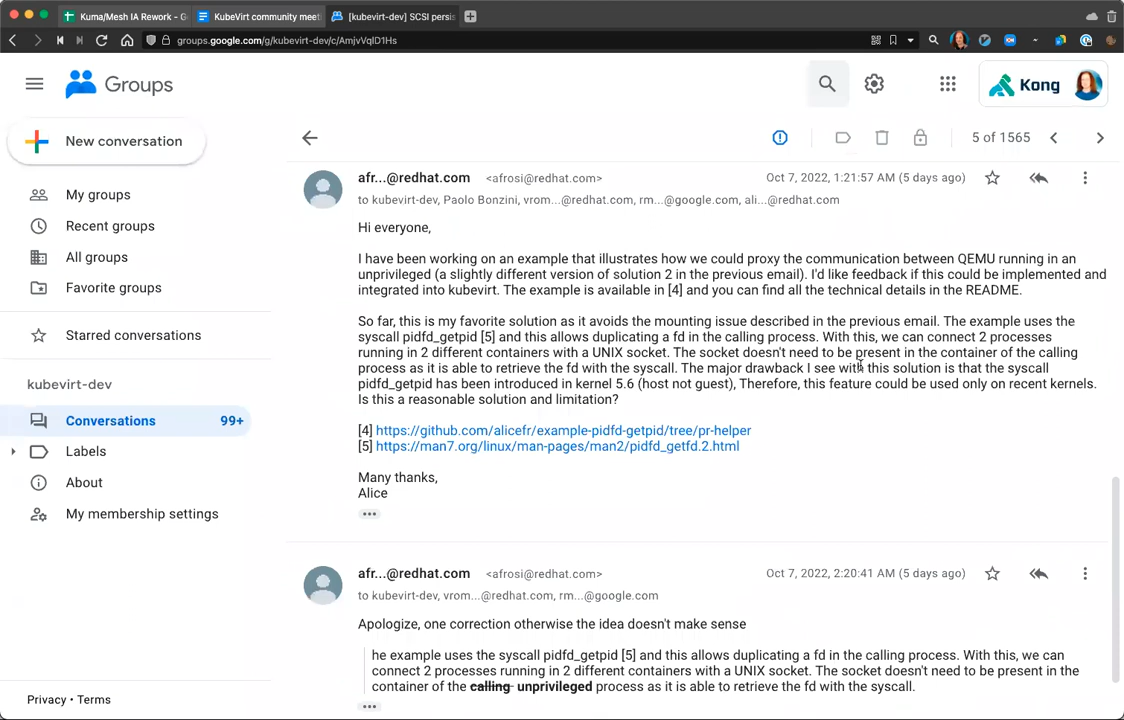 Kuma/Mesh IA Rework - G
KubeVirt community meet
[kubevirt-dev] SCSI persis
groups.google.com/g/kubevirt-dev/c/AmjvVqID1Hs
Groups
Kong
New conversation
5 of 1565
My groups
Recent groups
All groups
Favorite groups
Starred conversations
kubevirt-dev
Conversations 99+
Labels
About
My membership settings
Privacy • Terms
afr...@redhat.com <afrosi@redhat.com> Oct 7, 2022, 1:21:57 AM (5 days ago)
to kubevirt-dev, Paolo Bonzini, vrom...@redhat.com, rm...@google.com, ali...@redhat.com
Hi everyone,
I have been working on an example that illustrates how we could proxy the communication between QEMU running in an
unprivileged (a slightly different version of solution 2 in the previous email). I'd like feedback if this could be implemented and
integrated into kubevirt. The example is available in [4] and you can find all the technical details in the README.
So far, this is my favorite solution as it avoids the mounting issue described in the previous email. The example uses the
syscall pidfd_getpid [5] and this allows duplicating a fd in the calling process. With this, we can connect 2 processes
running in 2 different containers with a UNIX socket. The socket doesn't need to be present in the container of the calling
process as it is able to retrieve the fd with the syscall. The major drawback I see with this solution is that the syscall
pidfd_getpid has been introduced in kernel 5.6 (host not guest), Therefore, this feature could be used only on recent kernels.
Is this a reasonable solution and limitation?
[4] https://github.com/alicefr/example-pidfd-getpid/tree/pr-helper
[5] https://man7.org/linux/man-pages/man2/pidfd_getfd.2.html
Many thanks,
Alice
afr...@redhat.com <afrosi@redhat.com> Oct 7, 2022, 2:20:41 AM (5 days ago)
to kubevirt-dev, vrom...@redhat.com, rm...@google.com
Apologize, one correction otherwise the idea doesn't make sense
he example uses the syscall pidfd_getpid [5] and this allows duplicating a fd in the calling process. With this, we can
connect 2 processes running in 2 different containers with a UNIX socket. The socket doesn't need to be present in the
container of the calling unprivileged process as it is able to retrieve the fd with the syscall.